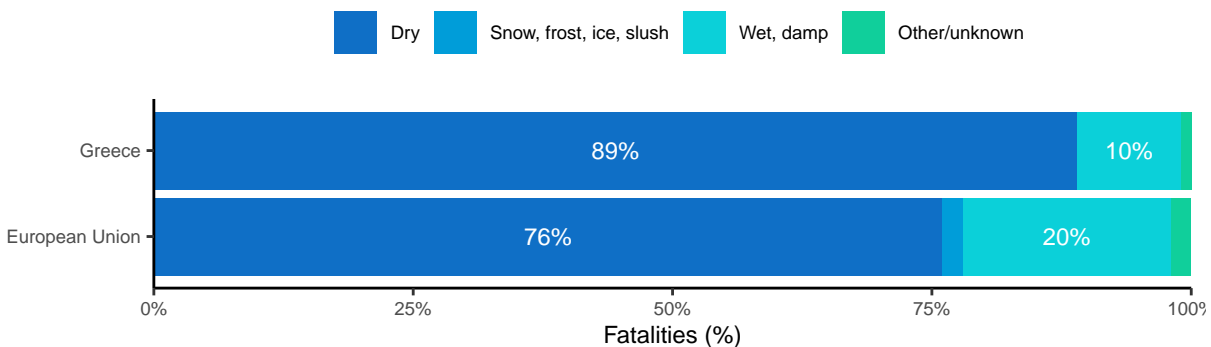 Dry Snow, frost, ice, slush Wet, damp Other/unknown
Greece 89% 10%
European Union 76% 20%
0% 25% 50% 75% 100%
Fatalities (%)